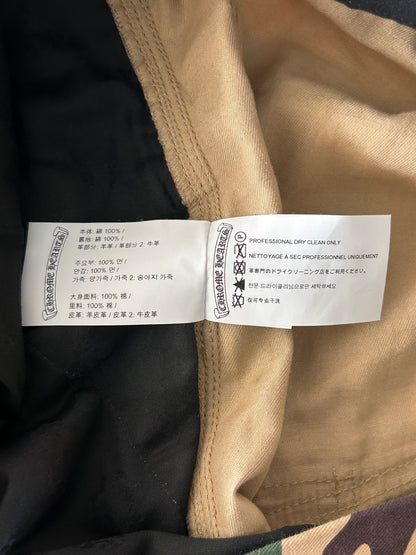 CHROME HEARTS
本体: 綿 100% /
裏地: 綿 100% /
革部分: 羊革 / 革部分 2: 牛革
주요부: 100% 면 /
안감: 100% 면 /
가죽: 양가죽 / 가죽 2: 송아지 가죽
大身面料: 100% 棉 /
里料: 100% 棉 /
皮革: 羊皮革 / 皮革 2: 牛皮革
CHROME HEARTS
P
PROFESSIONAL DRY CLEAN ONLY
NETTOYAGE À SEC PROFESSIONNEL UNIQUEMENT
革専門のドライクリーニング店をご利用ください。
전문 드라이클리닝으로만 세탁하세요
仅可专业干洗